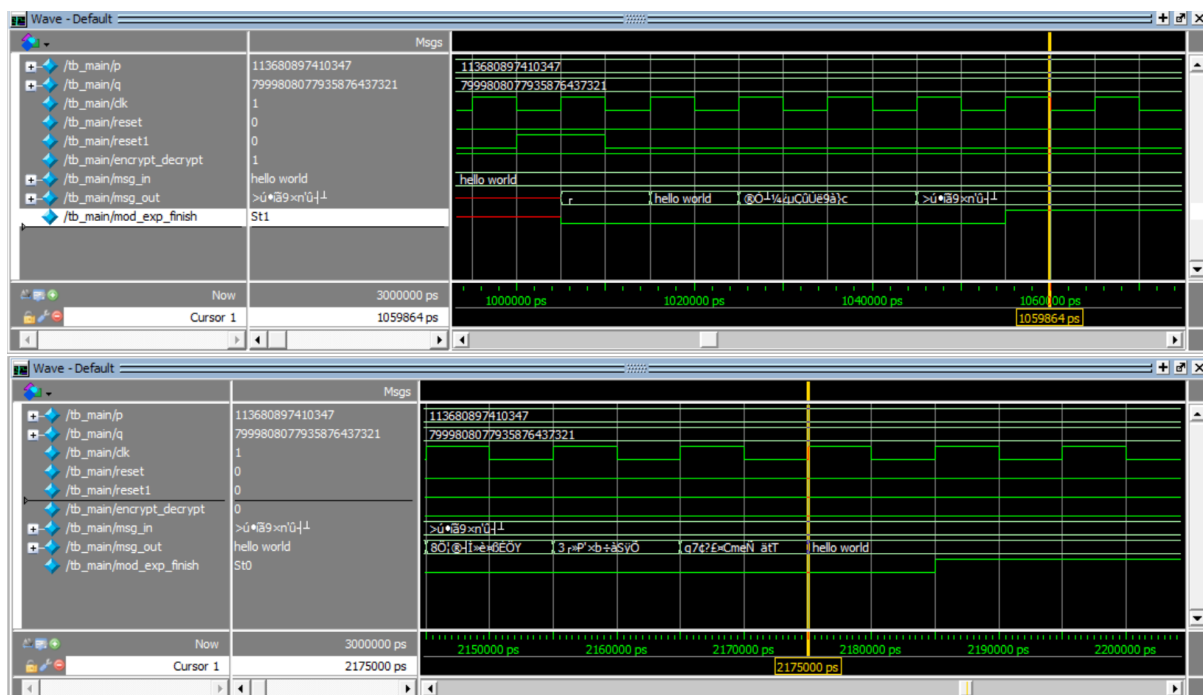 Wave - Default
Msgs
/tb_main/p 113680897410347 113680897410347
/tb_main/q 7999808077935876437321 7999808077935876437321
/tb_main/clk 1
/tb_main/reset 0
/tb_main/reset1 0
/tb_main/encrypt_decrypt 1
/tb_main/msg_in hello world hello world
/tb_main/msg_out hello world
/tb_main/mod_exp_finish St1
Now 3000000 ps 1000000 ps 1020000 ps 1040000 ps 1060000 ps
Cursor 1 1059864 ps 1059864 ps
Wave - Default
Msgs
/tb_main/p 113680897410347 113680897410347
/tb_main/q 7999808077935876437321 7999808077935876437321
/tb_main/clk 1
/tb_main/reset 0
/tb_main/reset1 0
/tb_main/encrypt_decrypt 0
/tb_main/msg_in
/tb_main/msg_out hello world hello world
/tb_main/mod_exp_finish St0
Now 3000000 ps 2150000 ps 2160000 ps 2170000 ps 2180000 ps 2190000 ps 2200000 ps
Cursor 1 2175000 ps 2175000 ps